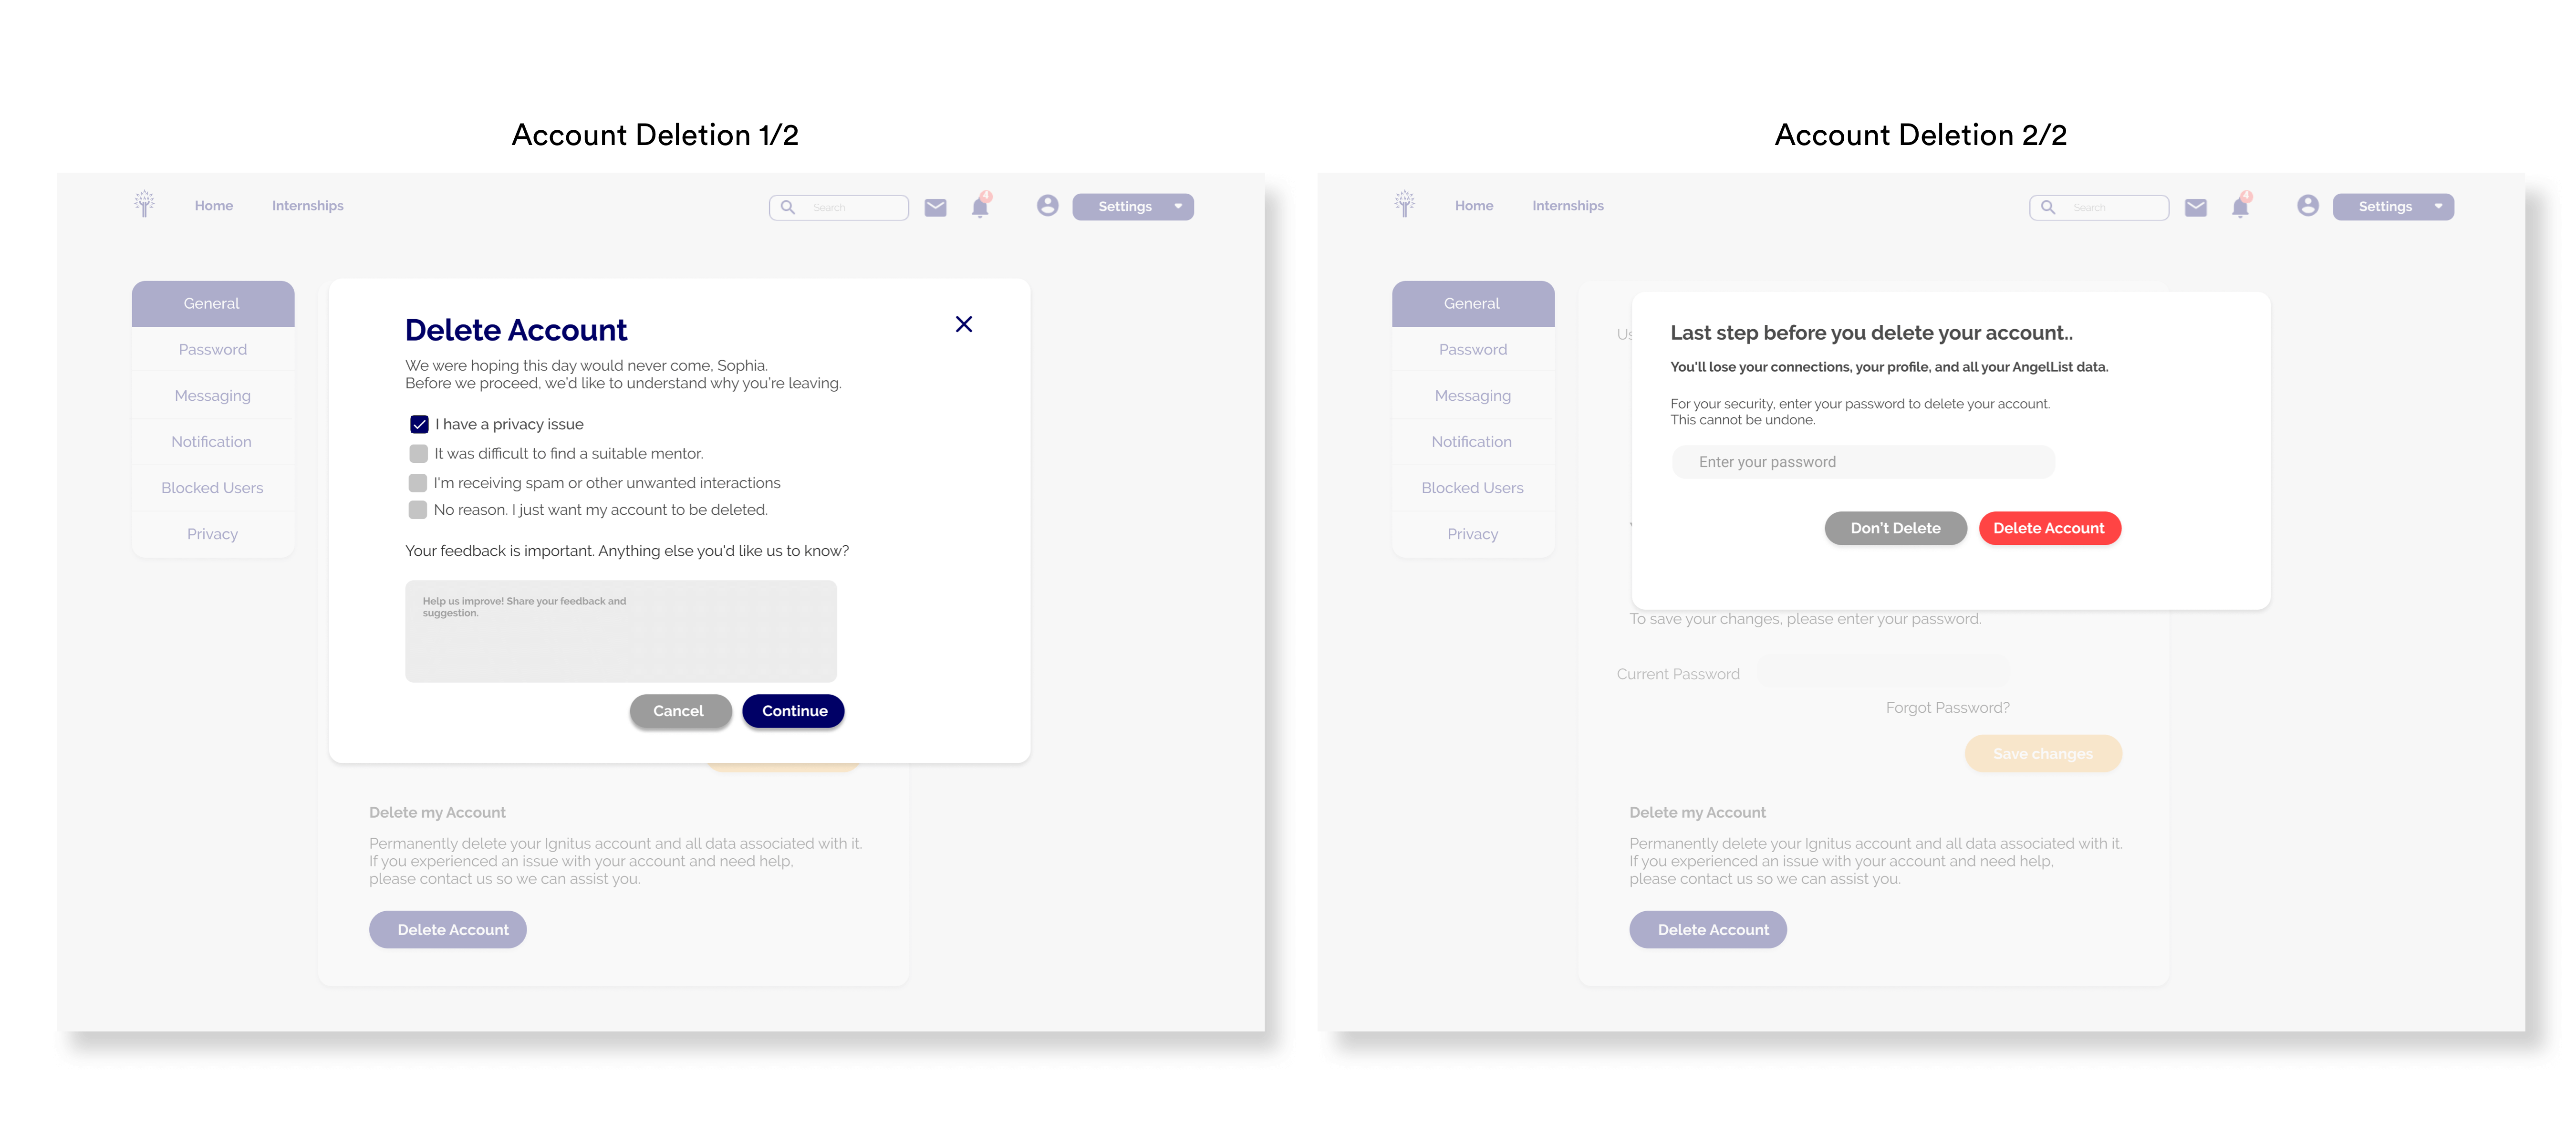 Account Deletion 1/2
Home
Internships
Search
4
Settings
General
Password
Messaging
Notification
Blocked Users
Privacy
Delete Account
We were hoping this day would never come, Sophia.
Before we proceed, we'd like to understand why you're leaving.
I have a privacy issue
It was difficult to find a suitable mentor.
I'm receiving spam or other unwanted interactions
No reason. I just want my account to be deleted.
Your feedback is important. Anything else you'd like us to know?
Help us improve! Share your feedback and
suggestion.
Cancel
Continue
Delete my Account
Permanently delete your Ignitus account and all data associated with it.
If you experienced an issue with your account and need help,
please contact us so we can assist you.
Delete Account
Account Deletion 2/2
Home
Internships
Search
4
Settings
General
Password
Messaging
Notification
Blocked Users
Privacy
Last step before you delete your account..
You'll lose your connections, your profile, and all your AngelList data.
For your security, enter your password to delete your account.
This cannot be undone.
Enter your password
Don't Delete
Delete Account
To save your changes, please enter your password.
Current Password
Forgot Password?
Save changes
Delete my Account
Permanently delete your Ignitus account and all data associated with it.
If you experienced an issue with your account and need help,
please contact us so we can assist you.
Delete Account